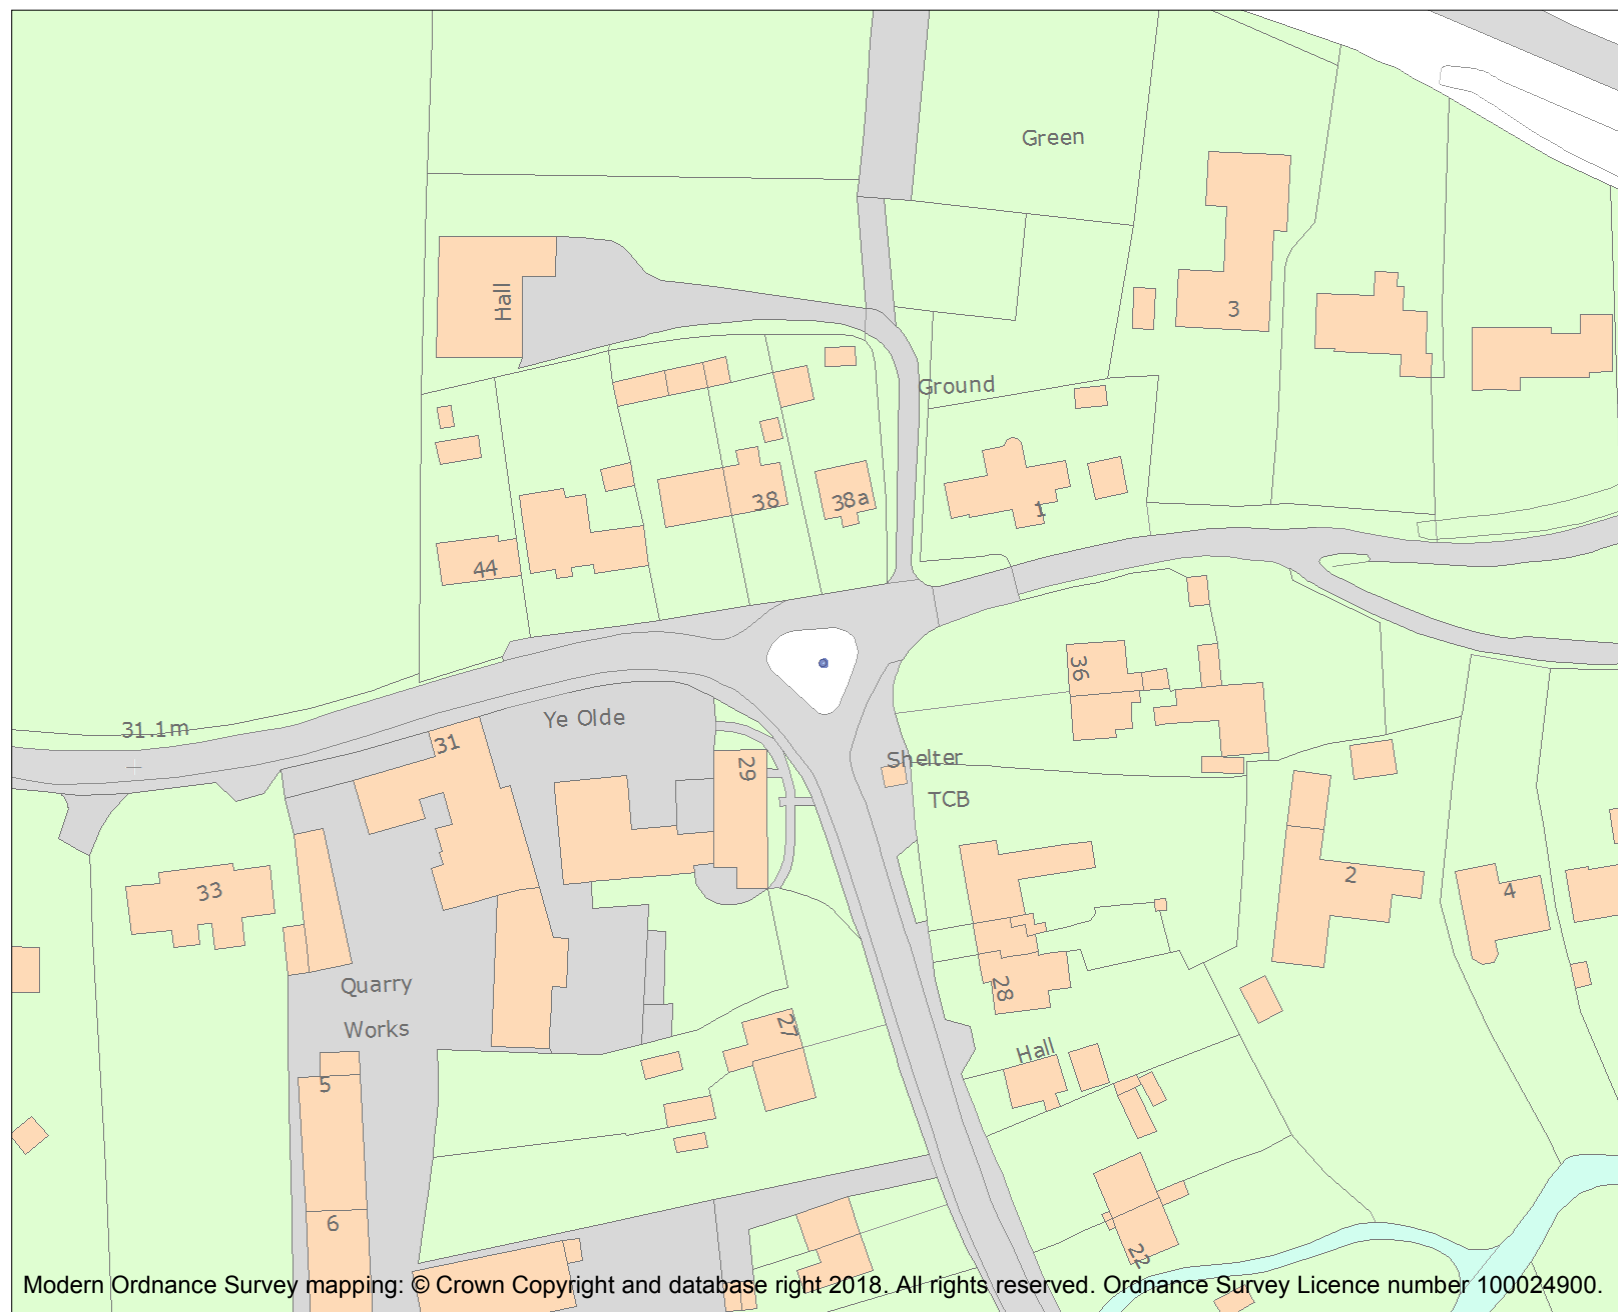 Green
Hall
3
Ground
38
38a
1
44
36
31.1m
Ye Olde
31
29
Shelter
TCB
33
2
4
Quarry
Works
28
27
Hall
5
6
22
Modern Ordnance Survey mapping: © Crown Copyright and database right 2018. All rights reserved. Ordnance Survey Licence number 100024900.